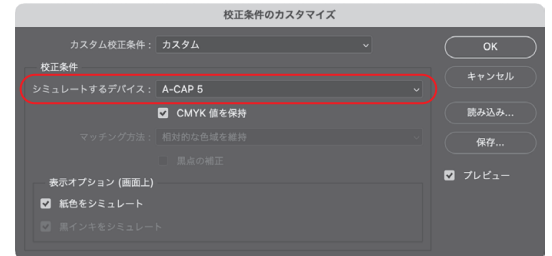 校正条件のカスタマイズ
カスタム校正条件： カスタム
OK
校正条件
シミュレートするデバイス： A-CAP 5
キャンセル
CMYK 値を保持
読み込み...
マッチング方法： 相対的な色域を維持
保存...
黒点の補正
プレビュー
表示オプション (画面上)
紙色をシミュレート
黒インキをシミュレート